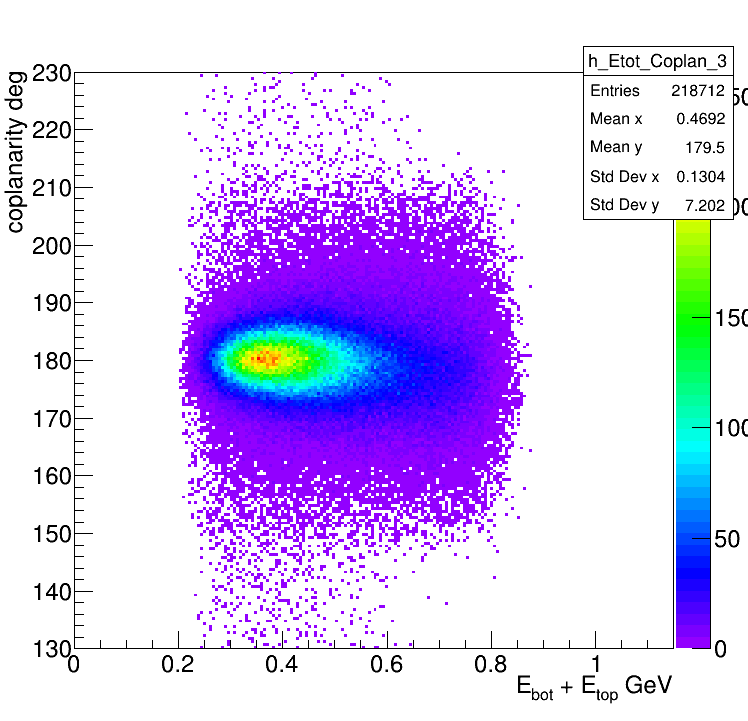 h_Etot_Coplan_3
Entries 218712
Mean x 0.4692
Mean y 179.5
Std Dev x 0.1304
Std Dev y 7.202
coplanarity deg
230
220
210
200
190
180
170
160
150
140
130
0 0.2 0.4 0.6 0.8 1
E_bot + E_top GeV
150
100
50
0